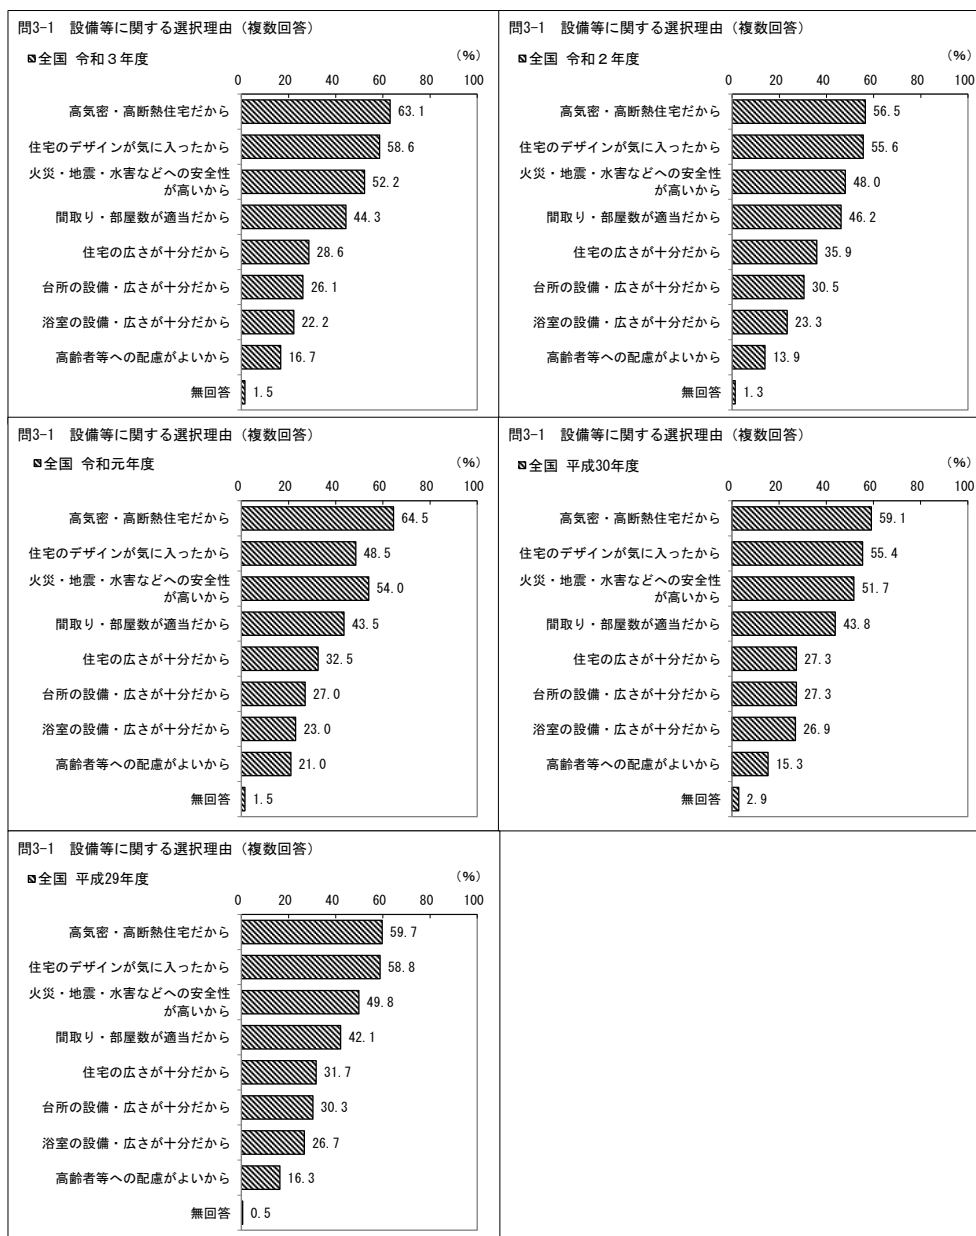 問3-1 設備等に関する選択理由（複数回答）
全国 令和３年度
（％）
0 20 40 60 80 100
高気密・高断熱住宅だから 63.1
住宅のデザインが気に入ったから 58.6
火災・地震・水害などへの安全性
が高いから 52.2
間取り・部屋数が適当だから 44.3
住宅の広さが十分だから 28.6
台所の設備・広さが十分だから 26.1
浴室の設備・広さが十分だから 22.2
高齢者等への配慮がよいから 16.7
無回答 1.5
問3-1 設備等に関する選択理由（複数回答）
全国 令和２年度
（％）
0 20 40 60 80 100
高気密・高断熱住宅だから 56.5
住宅のデザインが気に入ったから 55.6
火災・地震・水害などへの安全性
が高いから 48.0
間取り・部屋数が適当だから 46.2
住宅の広さが十分だから 35.9
台所の設備・広さが十分だから 30.5
浴室の設備・広さが十分だから 23.3
高齢者等への配慮がよいから 13.9
無回答 1.3
問3-1 設備等に関する選択理由（複数回答）
全国 令和元年度
（％）
0 20 40 60 80 100
高気密・高断熱住宅だから 64.5
住宅のデザインが気に入ったから 48.5
火災・地震・水害などへの安全性
が高いから 54.0
間取り・部屋数が適当だから 43.5
住宅の広さが十分だから 32.5
台所の設備・広さが十分だから 27.0
浴室の設備・広さが十分だから 23.0
高齢者等への配慮がよいから 21.0
無回答 1.5
問3-1 設備等に関する選択理由（複数回答）
全国 平成30年度
（％）
0 20 40 60 80 100
高気密・高断熱住宅だから 59.1
住宅のデザインが気に入ったから 55.4
火災・地震・水害などへの安全性
が高いから 51.7
間取り・部屋数が適当だから 43.8
住宅の広さが十分だから 27.3
台所の設備・広さが十分だから 27.3
浴室の設備・広さが十分だから 26.9
高齢者等への配慮がよいから 15.3
無回答 2.9
問3-1 設備等に関する選択理由（複数回答）
全国 平成29年度
（％）
0 20 40 60 80 100
高気密・高断熱住宅だから 59.7
住宅のデザインが気に入ったから 58.8
火災・地震・水害などへの安全性
が高いから 49.8
間取り・部屋数が適当だから 42.1
住宅の広さが十分だから 31.7
台所の設備・広さが十分だから 30.3
浴室の設備・広さが十分だから 26.7
高齢者等への配慮がよいから 16.3
無回答 0.5